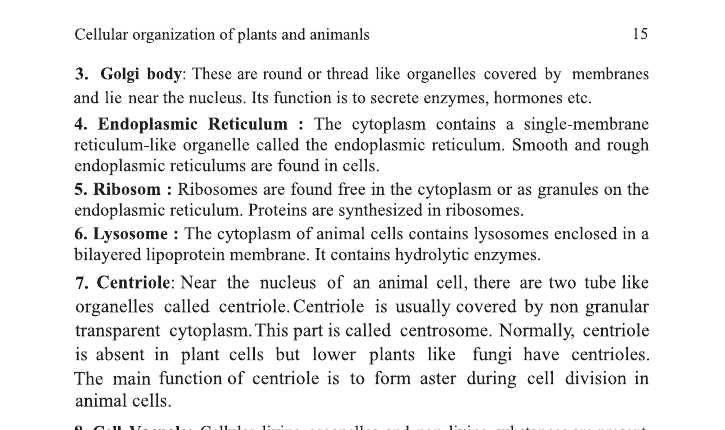 Cellular organization of plants and animanls 15
3. Golgi body: These are round or thread like organelles covered by membranes
and lie near the nucleus. Its function is to secrete enzymes, hormones etc.
4. Endoplasmic Reticulum : The cytoplasm contains a single-membrane
reticulum-like organelle called the endoplasmic reticulum. Smooth and rough
endoplasmic reticulums are found in cells.
5. Ribosom : Ribosomes are found free in the cytoplasm or as granules on the
endoplasmic reticulum. Proteins are synthesized in ribosomes.
6. Lysosome : The cytoplasm of animal cells contains lysosomes enclosed in a
bilayered lipoprotein membrane. It contains hydrolytic enzymes.
7. Centriole: Near the nucleus of an animal cell, there are two tube like
organelles called centriole. Centriole is usually covered by non granular
transparent cytoplasm. This part is called centrosome. Normally, centriole
is absent in plant cells but lower plants like fungi have centrioles.
The main function of centriole is to form aster during cell division in
animal cells.